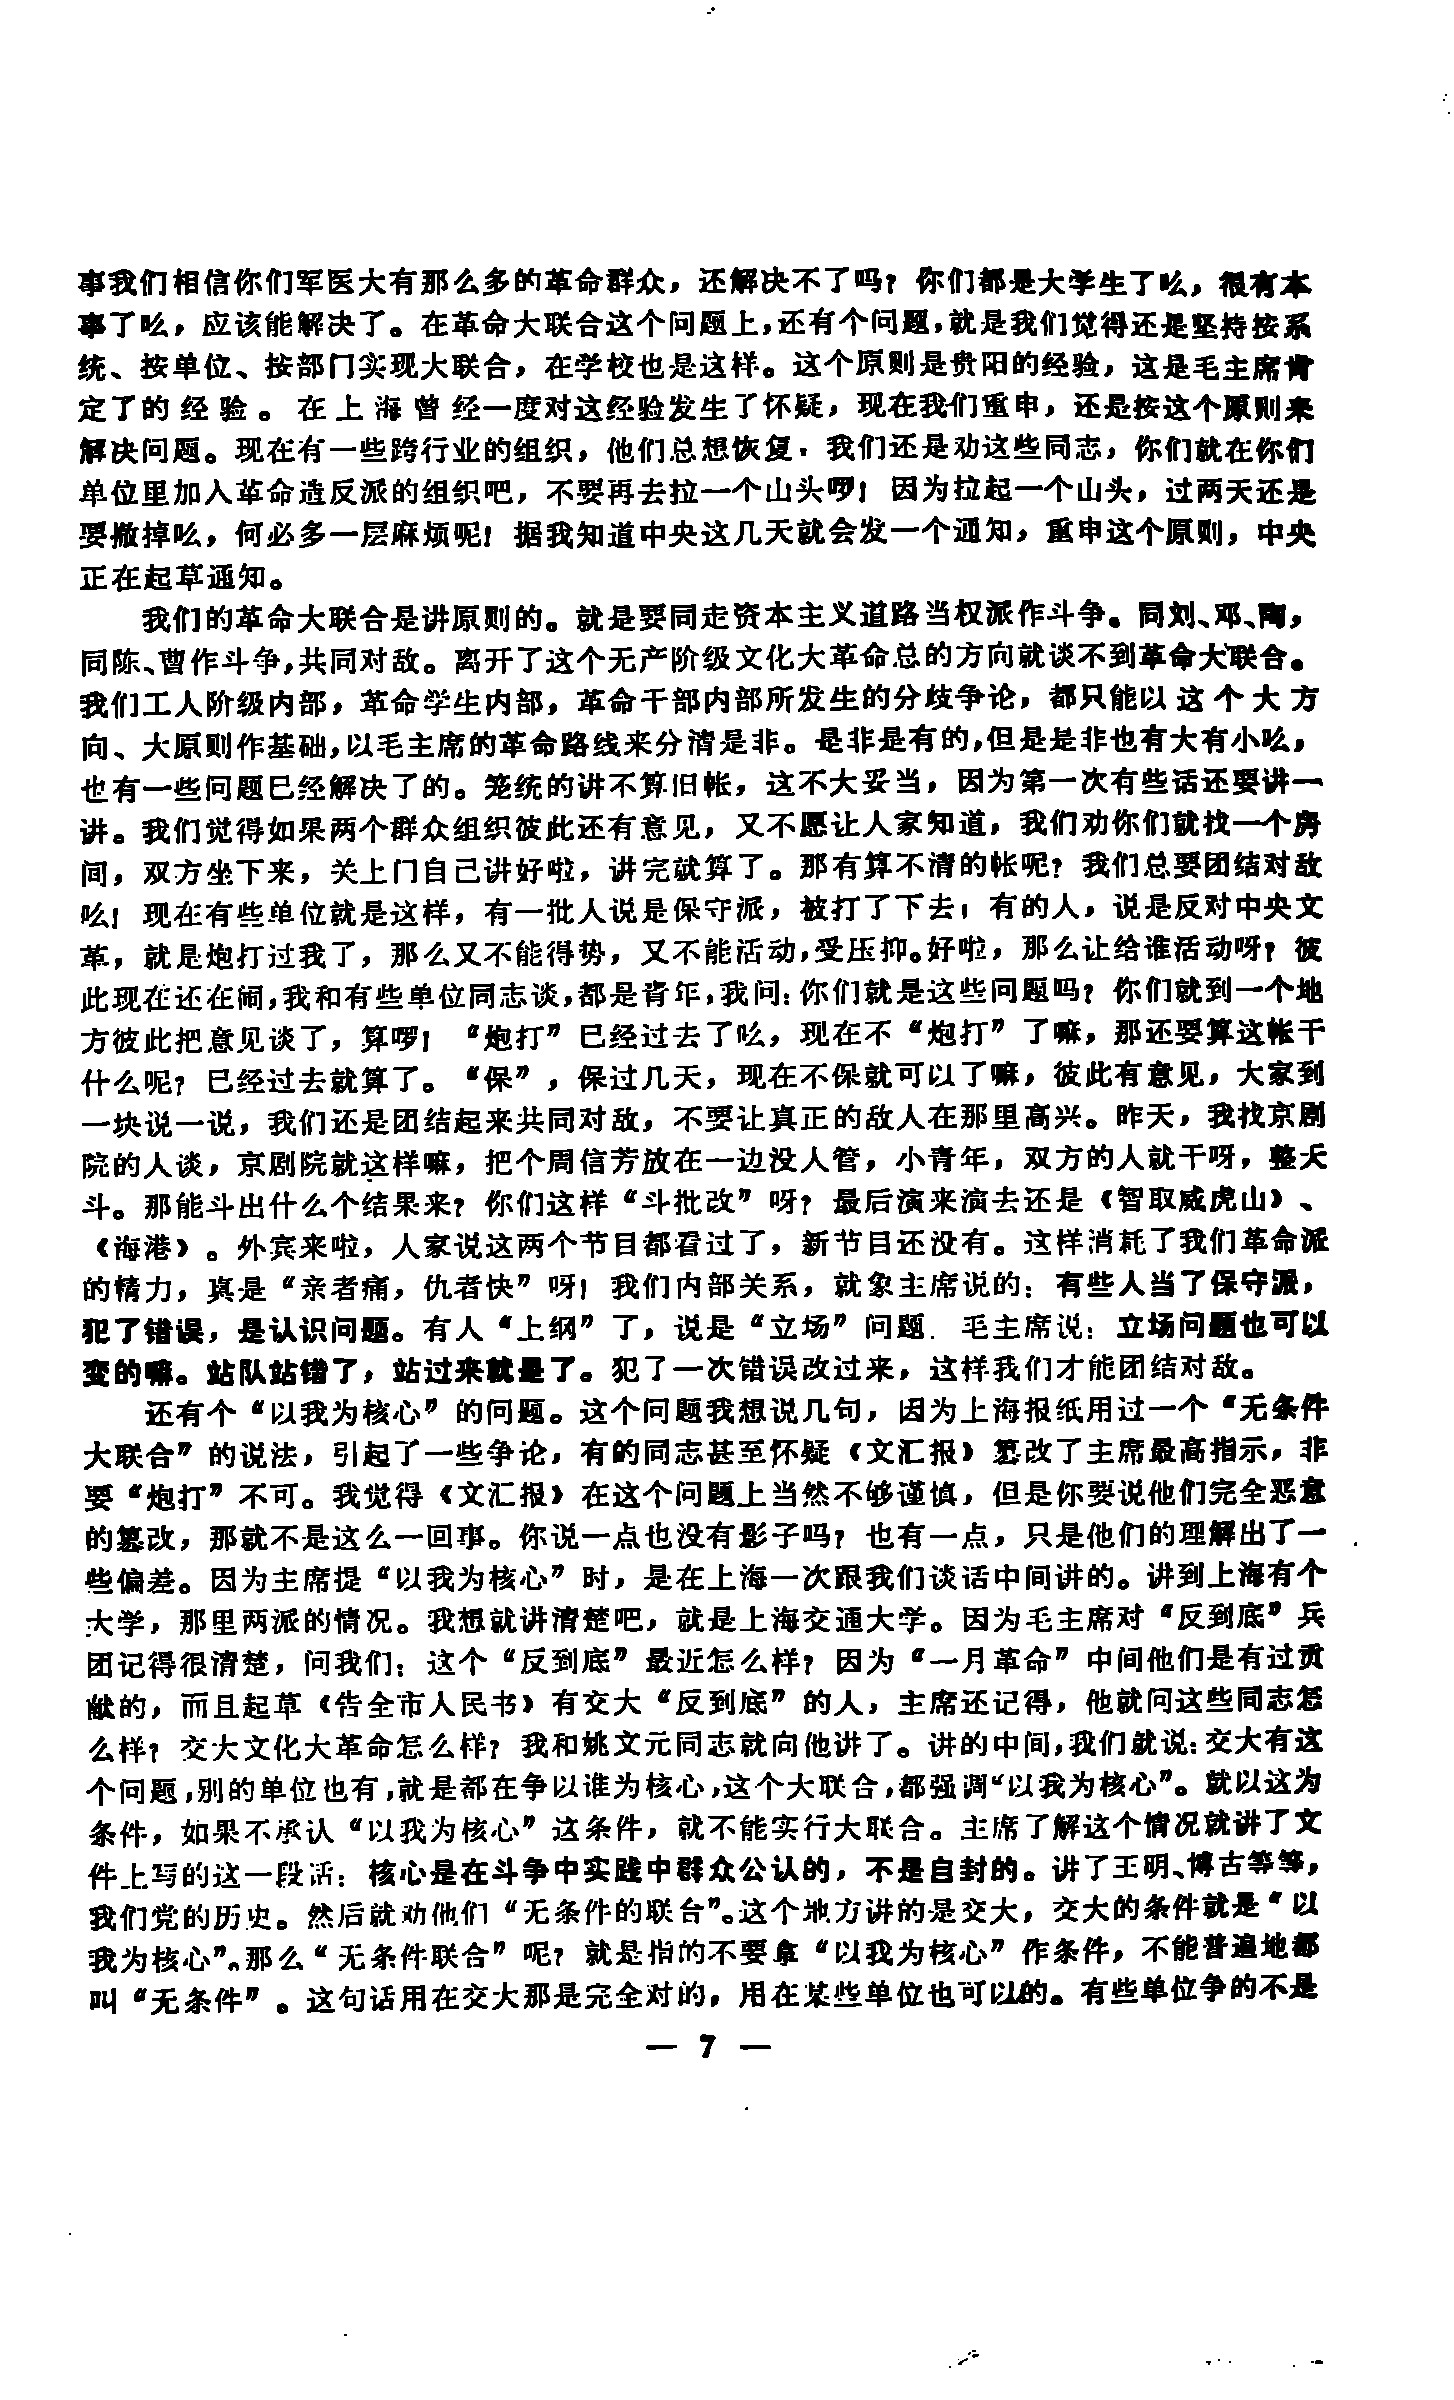 事我们相信你们军医大有那么多的革命群众，还解决不了吗？你们都是大学生了吆，很有本
事了吆，应该能解决了。在革命大联合这个问题上，还有个问题，就是我们觉得还是坚持按系
统、按单位、按部门实现大联合，在学校也是这样。这个原则是贵阳的经验，这是毛主席肯
定了的经验。在上海曾经一度对这经验发生了怀疑，现在我们重申，还是按这个原则来
解决问题。现在有一些跨行业的组织，他们总想恢复．我们还是劝这些同志，你们就在你们
单位里加入革命造反派的组织吧，不要再去拉一个山头啰！因为拉起一个山头，过两天还是
要撤掉吆，何必多一层麻烦呢！据我知道中央这几天就会发一个通知，重申这个原则，中央
正在起草通知。
我们的革命大联合是讲原则的。就是要同走资本主义道路当权派作斗争。同刘、邓、陶，
同陈、曹作斗争，共同对敌。离开了这个无产阶级文化大革命总的方向就谈不到革命大联合。
我们工人阶级内部，革命学生内部，革命干部内部所发生的分歧争论，都只能以这个大方
向、大原则作基础，以毛主席的革命路线来分清是非。是非是有的，但是是非也有大有小吆，
也有一些问题已经解决了的。笼统的讲不算旧帐，这不大妥当，因为第一次有些话还要讲一
讲。我们觉得如果两个群众组织彼此还有意见，又不愿让人家知道，我们劝你们就找一个房
间，双方坐下来，关上门自己讲好啦，讲完就算了。那有算不清的帐呢？我们总要团结对敌
吆！现在有些单位就是这样，有一批人说是保守派，被打了下去；有的人，说是反对中央文
革，就是炮打过我了，那么又不能得势，又不能活动，受压抑。好啦，那么让给谁活动呀？彼
此现在还在闹，我和有些单位同志谈，都是青年，我问：你们就是这些问题吗？你们就到一个地
方彼此把意见谈了，算啰！“炮打”已经过去了吆，现在不“炮打”了嘛，那还要算这帐干
什么呢？已经过去就算了。“保”，保过几天，现在不保就可以了嘛，彼此有意见，大家到
一块说一说，我们还是团结起来共同对敌，不要让真正的敌人在那里高兴。昨天，我找京剧
院的人谈，京剧院就这样嘛，把个周信芳放在一边没人管，小青年，双方的人就干呀，整天
斗。那能斗出什么个结果来？你们这样“斗批改”呀？最后演来演去还是《智取威虎山》、
《海港》。外宾来啦，人家说这两个节目都看过了，新节目还没有。这样消耗了我们革命派
的精力，真是“亲者痛，仇者快”呀！我们内部关系，就象主席说的：有些人当了保守派，
犯了错误，是认识问题。有人“上纲”了，说是“立场”问题．毛主席说：立场问题也可以
变的嘛。站队站错了，站过来就是了。犯了一次错误改过来，这样我们才能团结对敌。
还有个“以我为核心”的问题。这个问题我想说几句，因为上海报纸用过一个“无条件
大联合”的说法，引起了一些争论，有的同志甚至怀疑《文汇报》篡改了主席最高指示，非
要“炮打”不可。我觉得《文汇报》在这个问题上当然不够谨慎，但是你要说他们完全恶意
的篡改，那就不是这么一回事。你说一点也没有影子吗？也有一点，只是他们的理解出了一
些偏差。因为主席提“以我为核心”时，是在上海一次跟我们谈话中间讲的。讲到上海有个
大学，那里两派的情况。我想就讲清楚吧，就是上海交通大学。因为毛主席对“反到底”兵
团记得很清楚，问我们：这个“反到底”最近怎么样？因为“一月革命”中间他们是有过贡
献的，而且起草《告全市人民书》有交大“反到底”的人，主席还记得，他就问这些同志怎
么样？交大文化大革命怎么样？我和姚文元同志就向他讲了。讲的中间，我们就说：交大有这
个问题，别的单位也有，就是都在争以谁为核心，这个大联合，都强调“以我为核心”。就以这为
条件，如果不承认“以我为核心”这条件，就不能实行大联合。主席了解这个情况就讲了文
件上写的这一段话：核心是在斗争中实践中群众公认的，不是自封的。讲了王明、博古等等，
我们党的历史。然后就劝他们“无条件的联合”。这个地方讲的是交大，交大的条件就是“以
我为核心”。那么“无条件联合”呢？就是指的不要拿“以我为核心”作条件，不能普遍地都
叫“无条件”。这句话用在交大那是完全对的，用在某些单位也可以的。有些单位争的不是
— 7 —